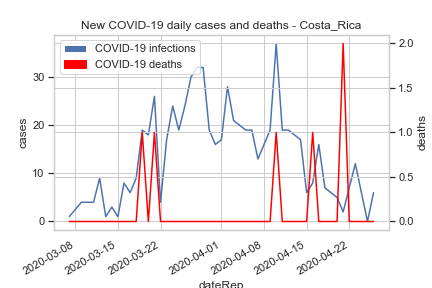 New COVID-19 daily cases and deaths - Costa_Rica
COVID-19 infections
COVID-19 deaths
cases
30
20
10
0
deaths
2.0
1.5
1.0
0.5
0.0
2020-03-08
2020-03-15
2020-03-22
2020-04-01
2020-04-08
2020-04-15
2020-04-22
dateRep